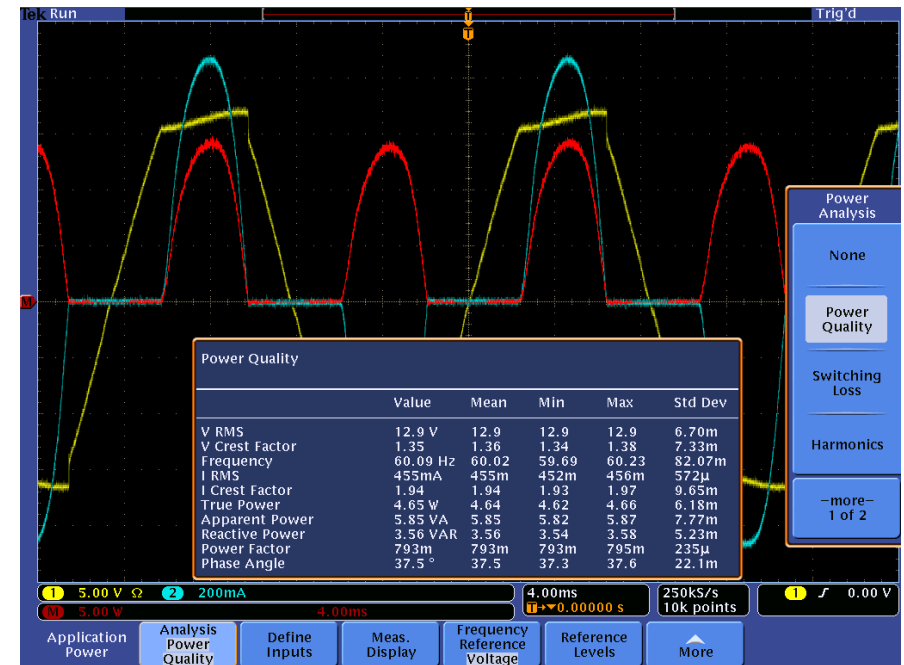 Tek Run Trig'd
T
T
M
Power Analysis
None
Power Quality
Switching Loss
Harmonics
—more—
1 of 2
Power Quality
Value Mean Min Max Std Dev
V RMS 12.9 V 12.9 12.9 12.9 6.70m
V Crest Factor 1.35 1.36 1.34 1.38 7.33m
Frequency 60.09 Hz 60.02 59.69 60.23 82.07m
I RMS 455mA 455m 452m 456m 572µ
I Crest Factor 1.94 1.94 1.93 1.97 9.65m
True Power 4.65 W 4.64 4.62 4.66 6.18m
Apparent Power 5.85 VA 5.85 5.82 5.87 7.77m
Reactive Power 3.56 VAR 3.56 3.54 3.58 5.23m
Power Factor 793m 793m 793m 795m 235µ
Phase Angle 37.5 ° 37.5 37.3 37.6 22.1m
1 5.00 V Ω 2 200mA 4.00ms 250kS/s 1 0.00 V
M 5.00 W 4.00ms T→▼0.00000 s 10k points
Application Power
Analysis Power Quality
Define Inputs
Meas. Display
Frequency Reference Voltage
Reference Levels
More